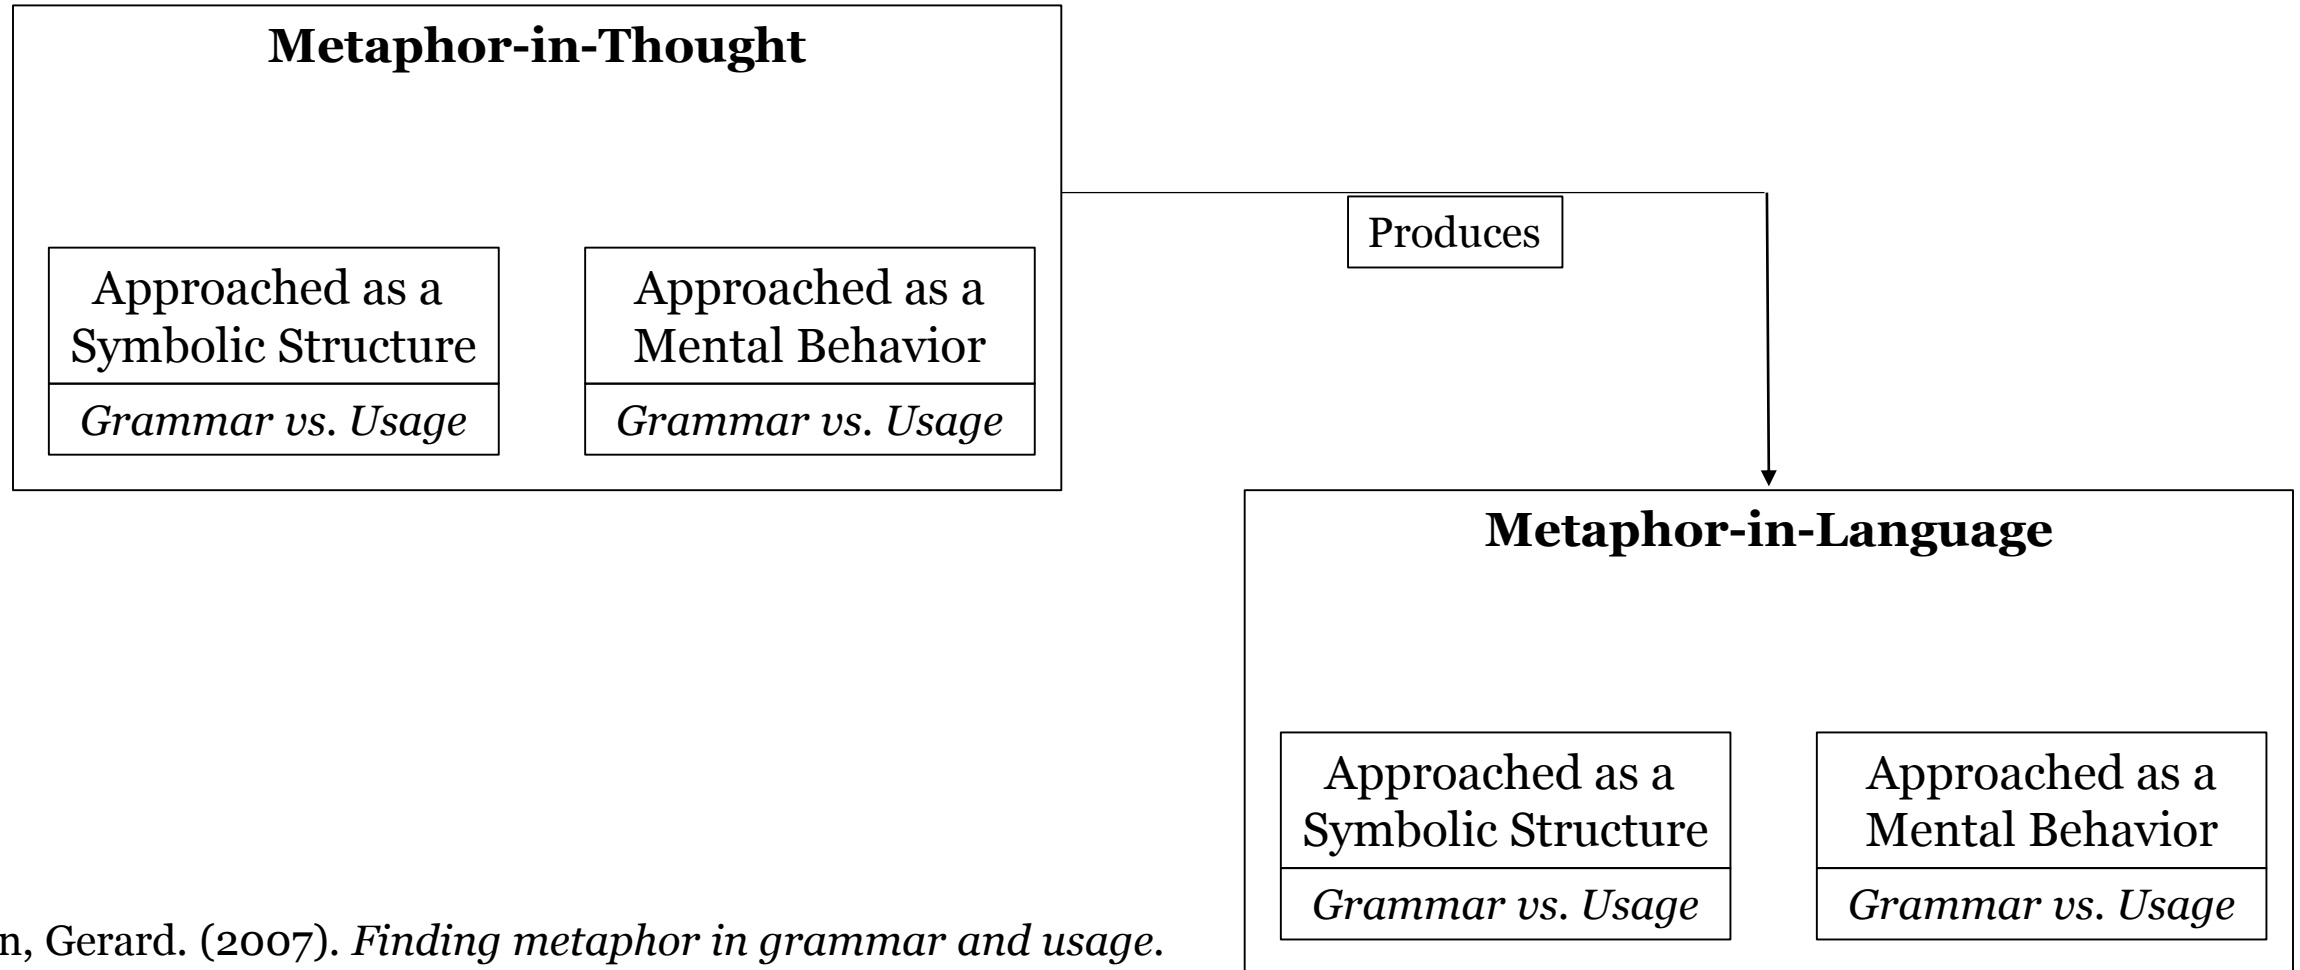 Metaphor-in-Thought
Approached as a
Symbolic Structure
Grammar vs. Usage
Approached as a
Mental Behavior
Grammar vs. Usage
Produces
Metaphor-in-Language
Approached as a
Symbolic Structure
Grammar vs. Usage
Approached as a
Mental Behavior
Grammar vs. Usage
Gerard. (2007). Finding metaphor in grammar and usage.